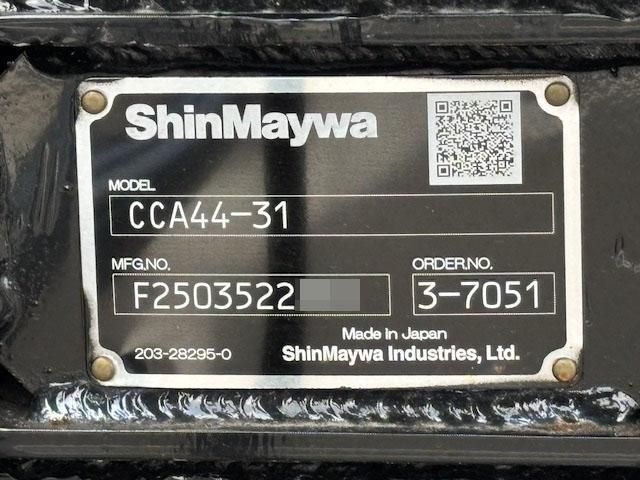 ShinMaywa
MODEL
CCA44-31
MFG.NO.
F2503522
ORDER.NO.
3-7051
Made in Japan
203-28295-0
ShinMaywa Industries, Ltd.